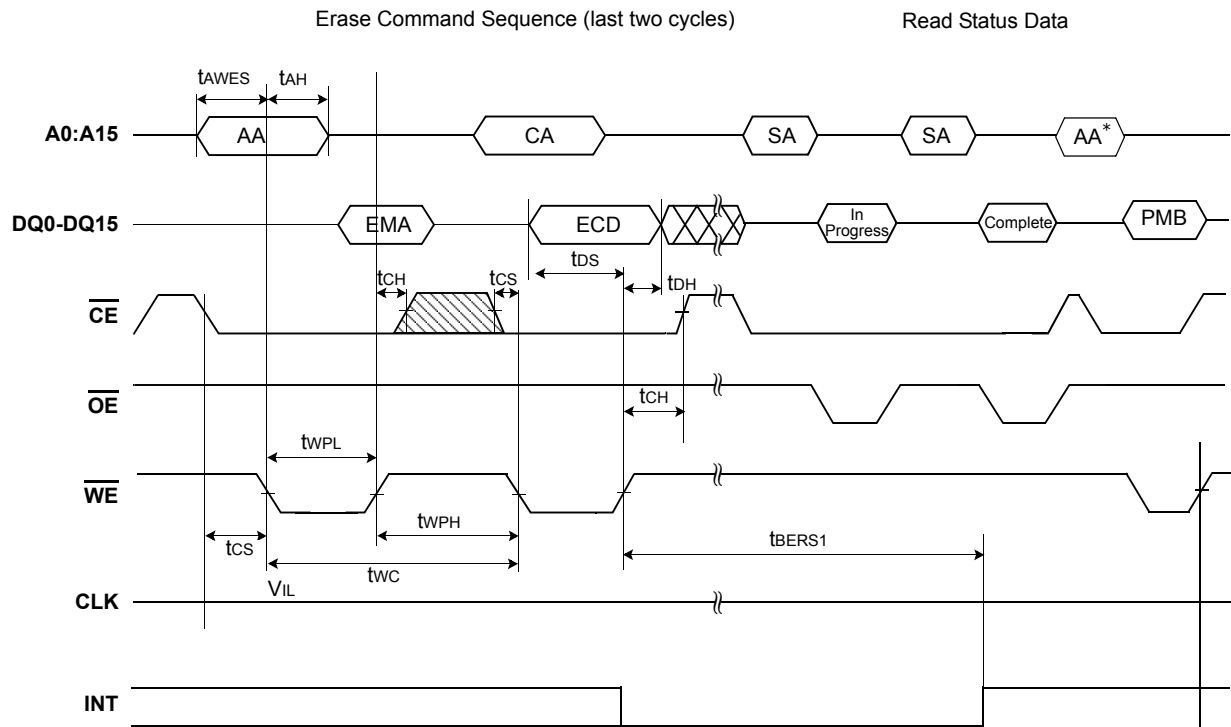 Erase Command Sequence (last two cycles) Read Status Data
tAWES tAH
A0:A15 AA CA SA SA AA*
DQ0-DQ15 EMA ECD In Progress Complete PMB
tDS
tCH tCS tDH
CE
OE
tCH
tWPL
WE
tWPH
tCS tBERS1
tWC
VIL
CLK
INT